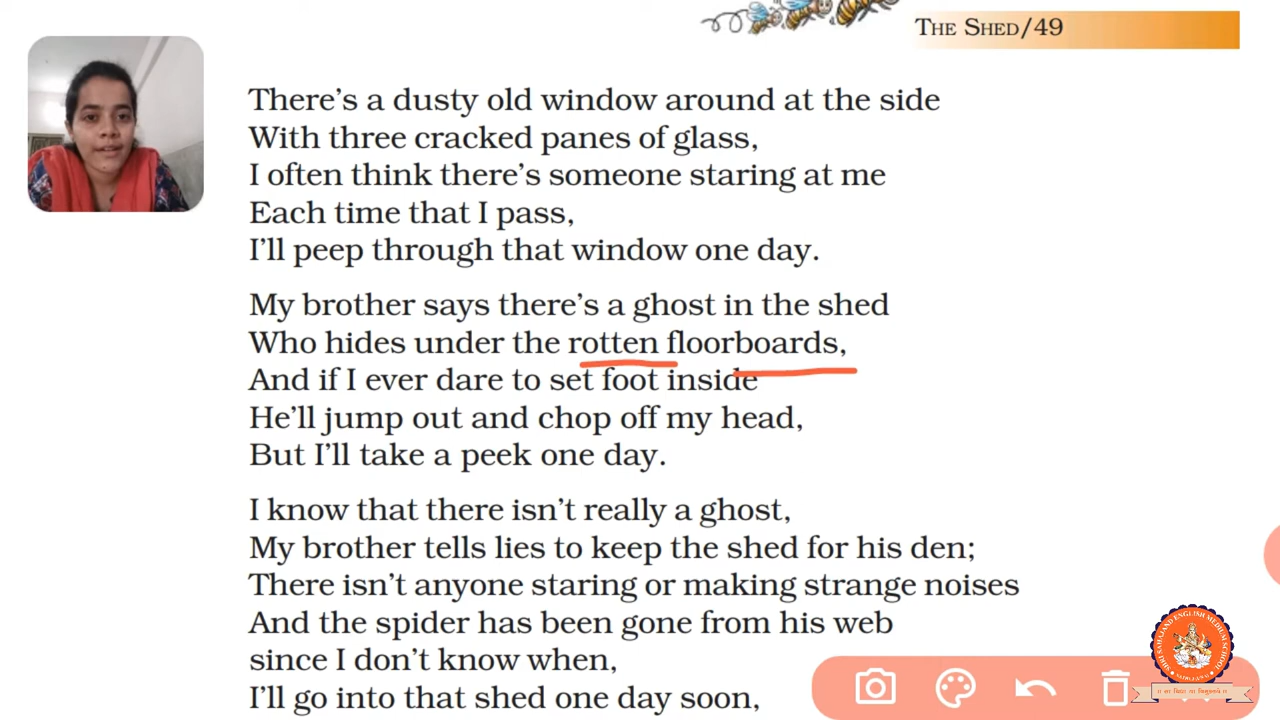 THE SHED/49
There's a dusty old window around at the side
With three cracked panes of glass,
I often think there's someone staring at me
Each time that I pass,
I'll peep through that window one day.
My brother says there's a ghost in the shed
Who hides under the rotten floorboards,
And if I ever dare to set foot inside
He'll jump out and chop off my head,
But I'll take a peek one day.
I know that there isn't really a ghost,
My brother tells lies to keep the shed for his den;
There isn't anyone staring or making strange noises
And the spider has been gone from his web
since I don't know when,
I'll go into that shed one day soon,
SHRI SAHAJANAND ENGLISH MEDIUM SCHOOL